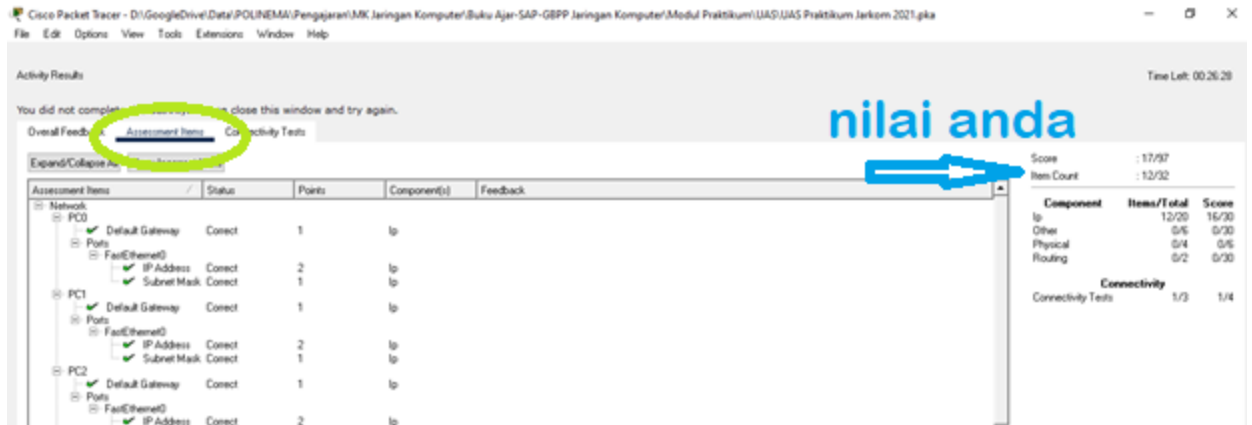 Cisco Packet Tracer - D:\GoogleDrive\Data\POLINEMA\Pengajaran\MK Jaringan Komputer\Buku Ajar-SAP-GBPP Jaringan Komputer\Modul Praktikum\UAS\UAS Praktikum Jarkom 2021.pka
File Edit Options View Tools Extensions Window Help
Activity Results
Time Left: 00:26:28
You did not close this window and try again.
nilai anda
Overall Assessment Items Tests
Expand/Collapse
Score : 17/97
Item Count : 12/32
Assessment Items Status Points Component(s) Feedback
Component Items/Total Score
Network
Ip 12/20 16/30
PC0
Other 0/6 0/30
Default Gateway Correct 1 Ip
Physical 0/4 0/6
Ports
Routing 0/2 0/30
FastEthernet0
IP Address Correct 2 Ip
Subnet Mask Correct 1 Ip
Connectivity
PC1
Connectivity Tests 1/3 1/4
Default Gateway Correct 1 Ip
Ports
FastEthernet0
IP Address Correct 2 Ip
Subnet Mask Correct 1 Ip
PC2
Default Gateway Correct 1 Ip
Ports
FastEthernet0
IP Address Correct 2 Ip